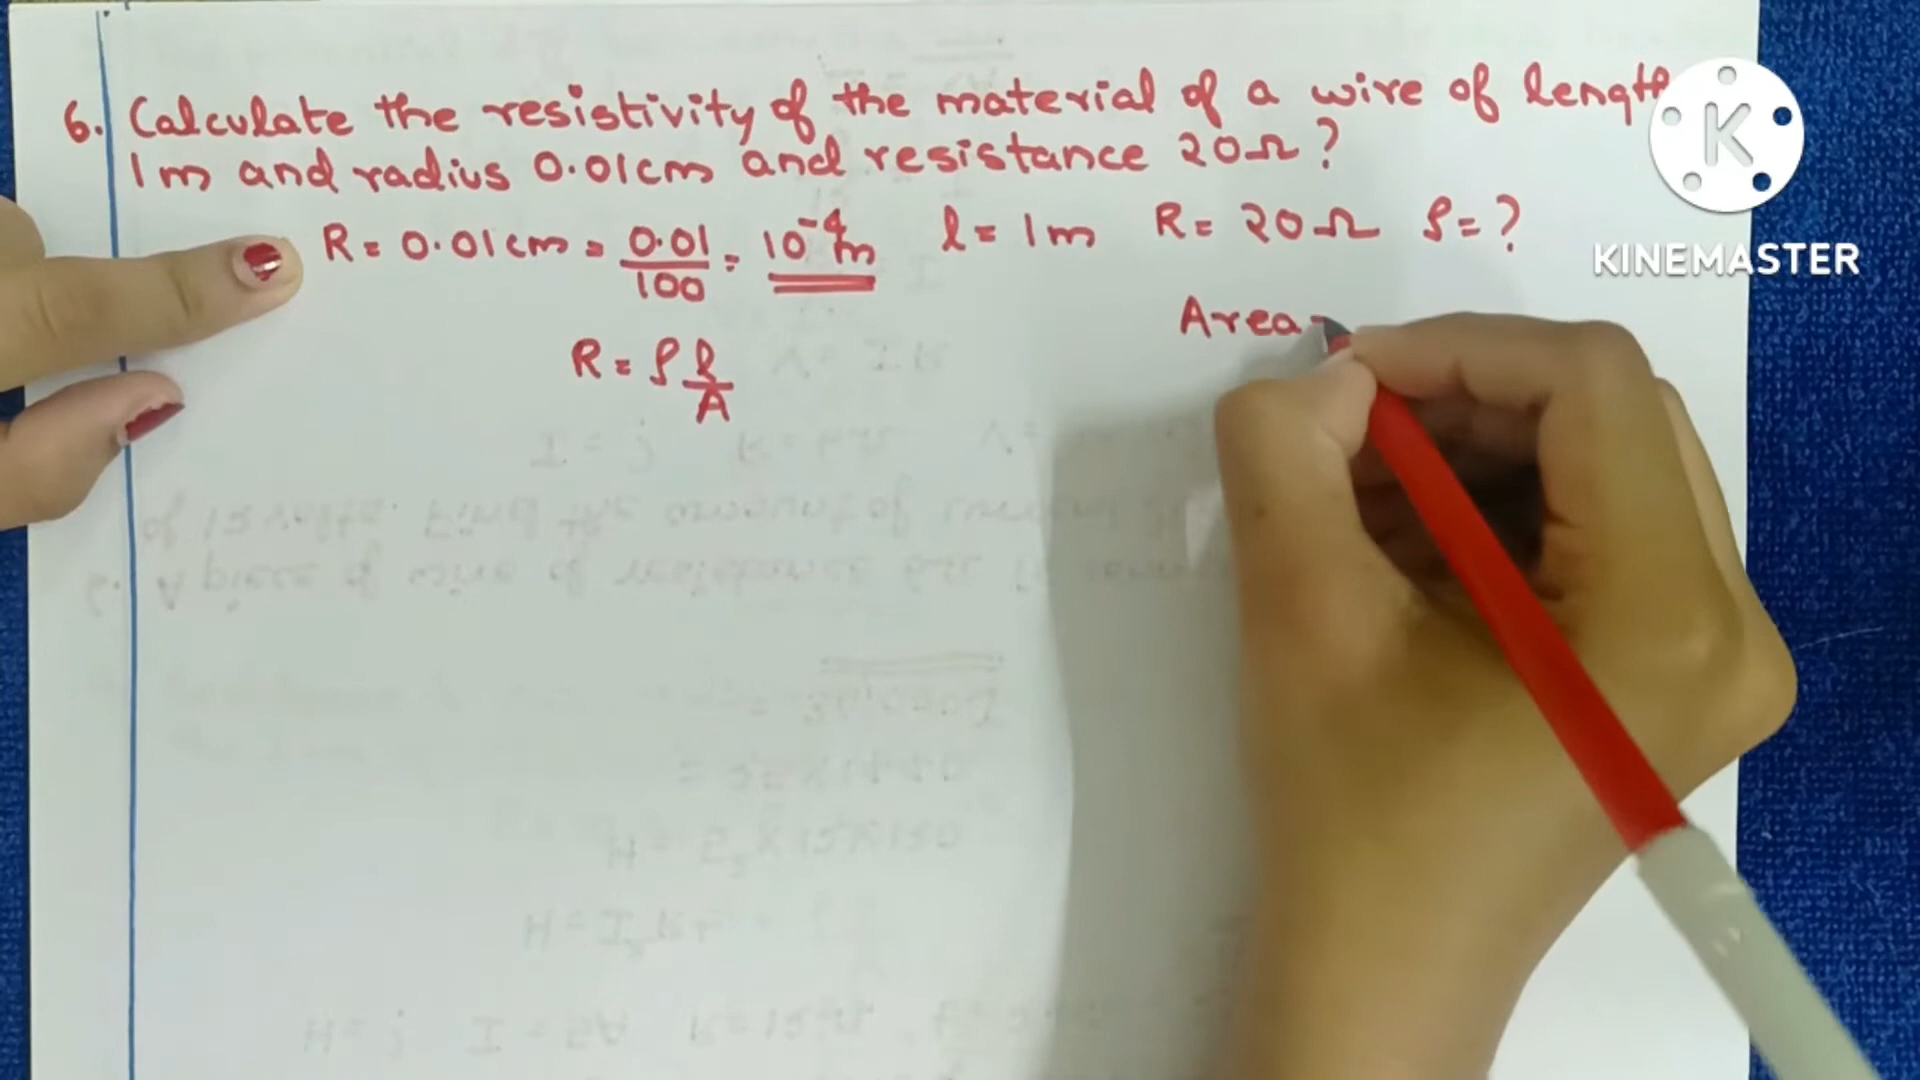 6. Calculate the resistivity of the material of a wire of length
1m and radius 0.01cm and resistance 20Ω?
R = 0.01cm = 0.01/100 = 10⁻⁴m l = 1m R = 20Ω ρ = ?
Area =
R = ρ l/A
K
KINEMASTER